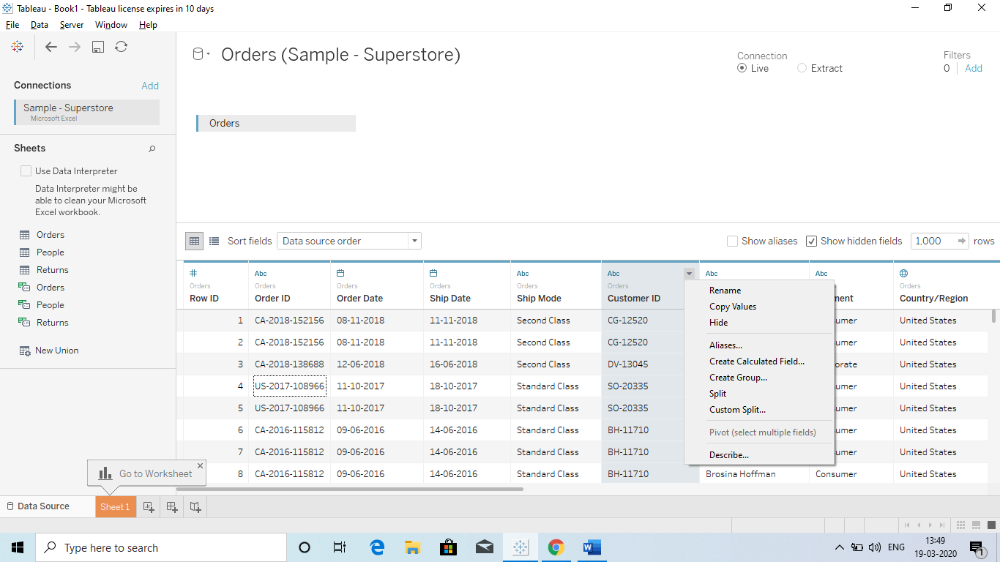 Tableau - Book1 - Tableau license expires in 10 days
File Data Server Window Help
Connections Add
Sample - Superstore
Microsoft Excel
Sheets
Use Data Interpreter
Data Interpreter might be
able to clean your Microsoft
Excel workbook.
Orders
People
Returns
Orders
People
Returns
New Union
Orders (Sample - Superstore)
Connection
Live Extract
Filters
0 Add
Orders
Sort fields Data source order Show aliases Show hidden fields 1,000 rows
# Abc Abc Abc Abc Abc
Orders Orders Orders Orders Orders Orders Orders
Row ID Order ID Order Date Ship Date Ship Mode Customer ID ment Country/Region
1 CA-2018-152156 08-11-2018 11-11-2018 Second Class CG-12520 umer United States
2 CA-2018-152156 08-11-2018 11-11-2018 Second Class CG-12520 umer United States
3 CA-2018-138688 12-06-2018 16-06-2018 Second Class DV-13045 orate United States
4 US-2017-108966 11-10-2017 18-10-2017 Standard Class SO-20335 umer United States
5 US-2017-108966 11-10-2017 18-10-2017 Standard Class SO-20335 umer United States
6 CA-2016-115812 09-06-2016 14-06-2016 Standard Class BH-11710 umer United States
7 CA-2016-115812 09-06-2016 14-06-2016 Standard Class BH-11710 umer United States
8 CA-2016-115812 09-06-2016 14-06-2016 Standard Class BH-11710 Brosina Hoffman Consumer United States
Rename
Copy Values
Hide
Aliases...
Create Calculated Field...
Create Group...
Split
Custom Split...
Pivot (select multiple fields)
Describe...
Go to Worksheet
Data Source Sheet 1
Type here to search
ENG
13:49
19-03-2020
1